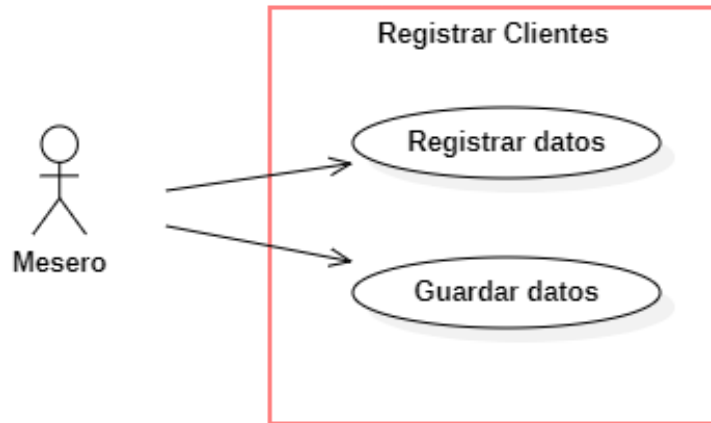 Registrar Clientes
Registrar datos
Mesero
Guardar datos